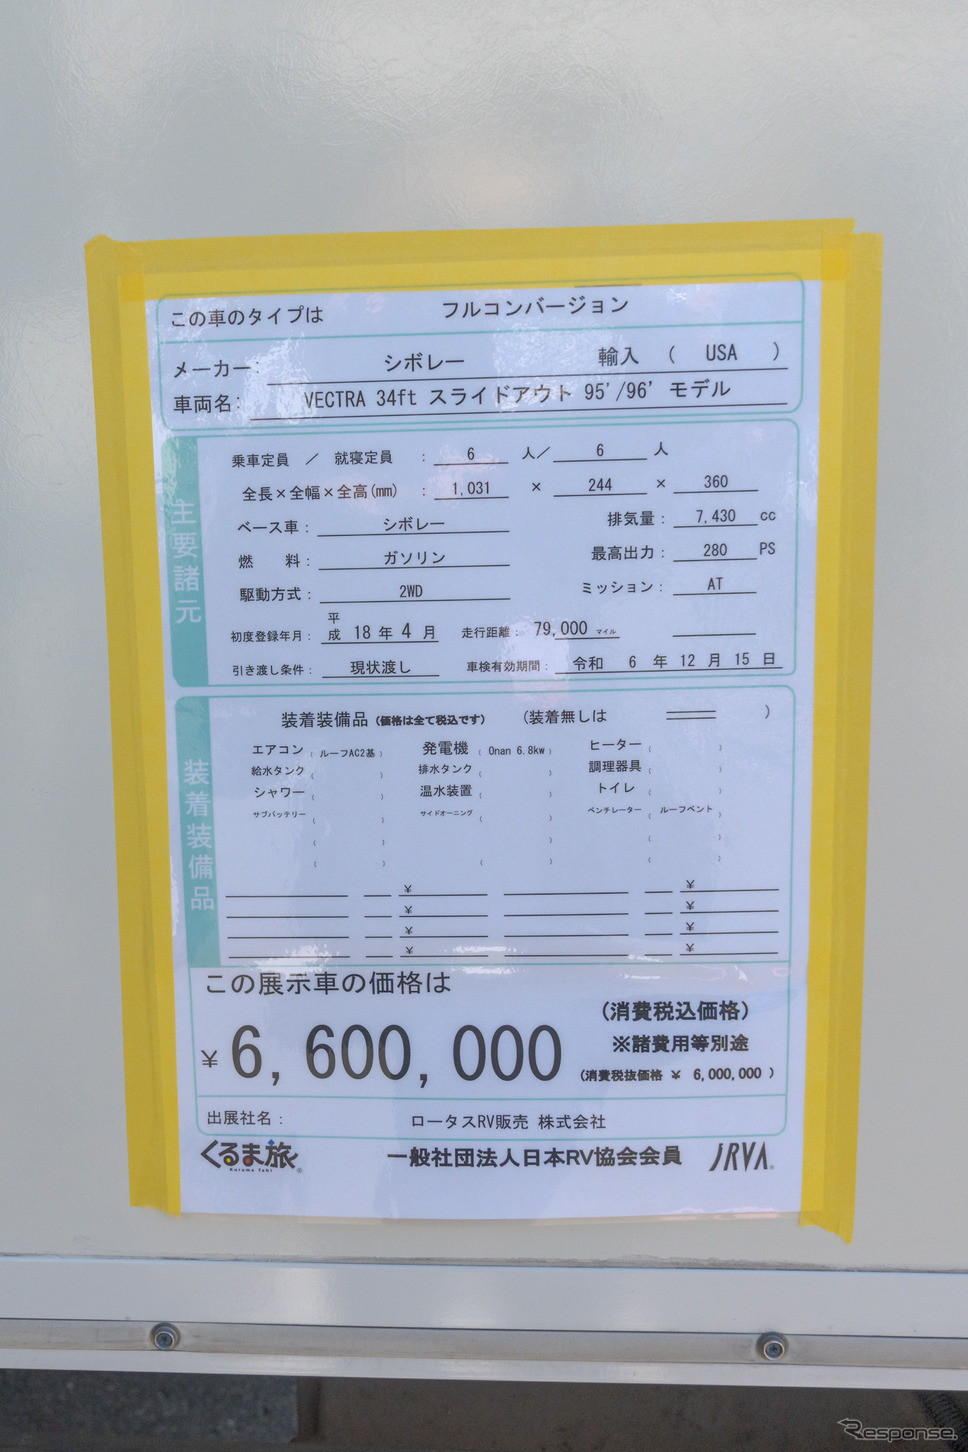 この車のタイプは フルコンバージョン
メーカー: シボレー 輸入 ( USA )
車両名: VECTRA 34ft スライドアウト 95'/96' モデル
主要諸元
乗車定員 / 就寝定員 : 6 人/ 6 人
全長×全幅×全高(mm) : 1,031 × 244 × 360
ベース車: シボレー 排気量: 7,430 cc
燃 料: ガソリン 最高出力: 280 PS
駆動方式: 2WD ミッション: AT
初度登録年月: 平成 18 年 4 月 走行距離: 79,000 マイル
引き渡し条件: 現状渡し 車検有効期間: 令和 6 年 12 月 15 日
装着装備品
装着装備品 (価格は全て税込です) (装着無しは ═══ )
エアコン ( ルーフAC2基 ) 発電機 ( Onan 6.8kw ) ヒーター ( )
給水タンク ( ) 排水タンク ( ) 調理器具 ( )
シャワー ( ) 温水装置 ( ) トイレ ( )
サブバッテリー ( ) サイドオーニング ( ) ベンチレーター ( ルーフベント )
( ) ( ) ( )
( ) ( ) ( )
¥ ¥
¥ ¥
¥ ¥
¥ ¥
この展示車の価格は
¥ 6,600,000
(消費税込価格)
※諸費用等別途
(消費税抜価格 ¥ 6,000,000 )
出展社名: ロータスRV販売 株式会社
くるま旅® Kuruma Tabi 一般社団法人日本RV協会会員 JRVA®
Response.